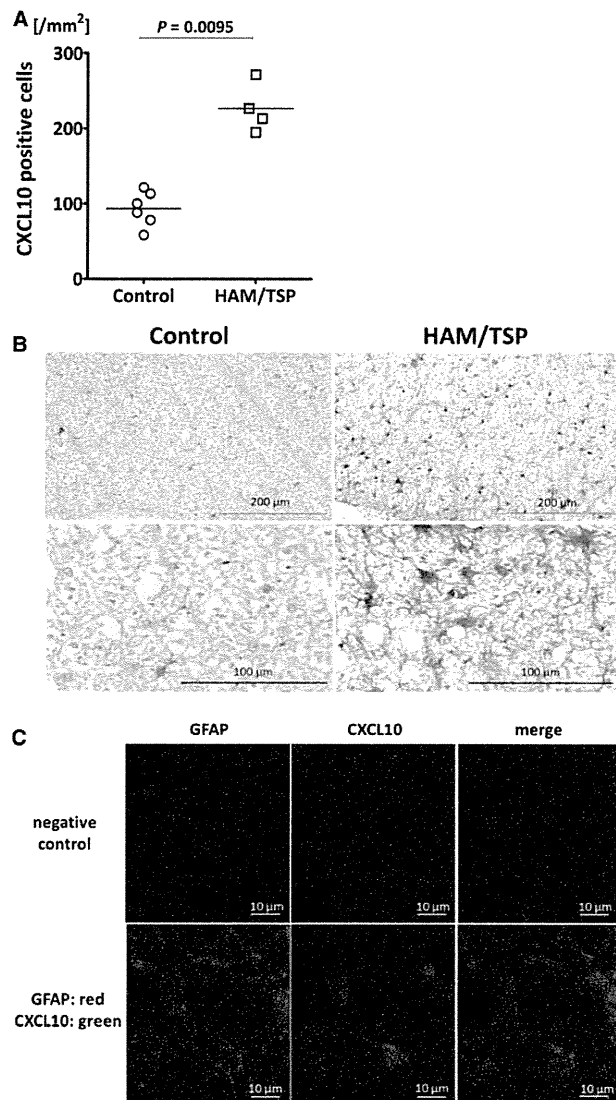 A [/mm²]
P = 0.0095
CXCL10 positive cells
300
200
100
0
Control HAM/TSP
B
Control HAM/TSP
200 µm 200 µm
100 µm 100 µm
C
GFAP CXCL10 merge
negative
control
10 µm 10 µm 10 µm
GFAP: red
CXCL10: green
10 µm 10 µm 10 µm